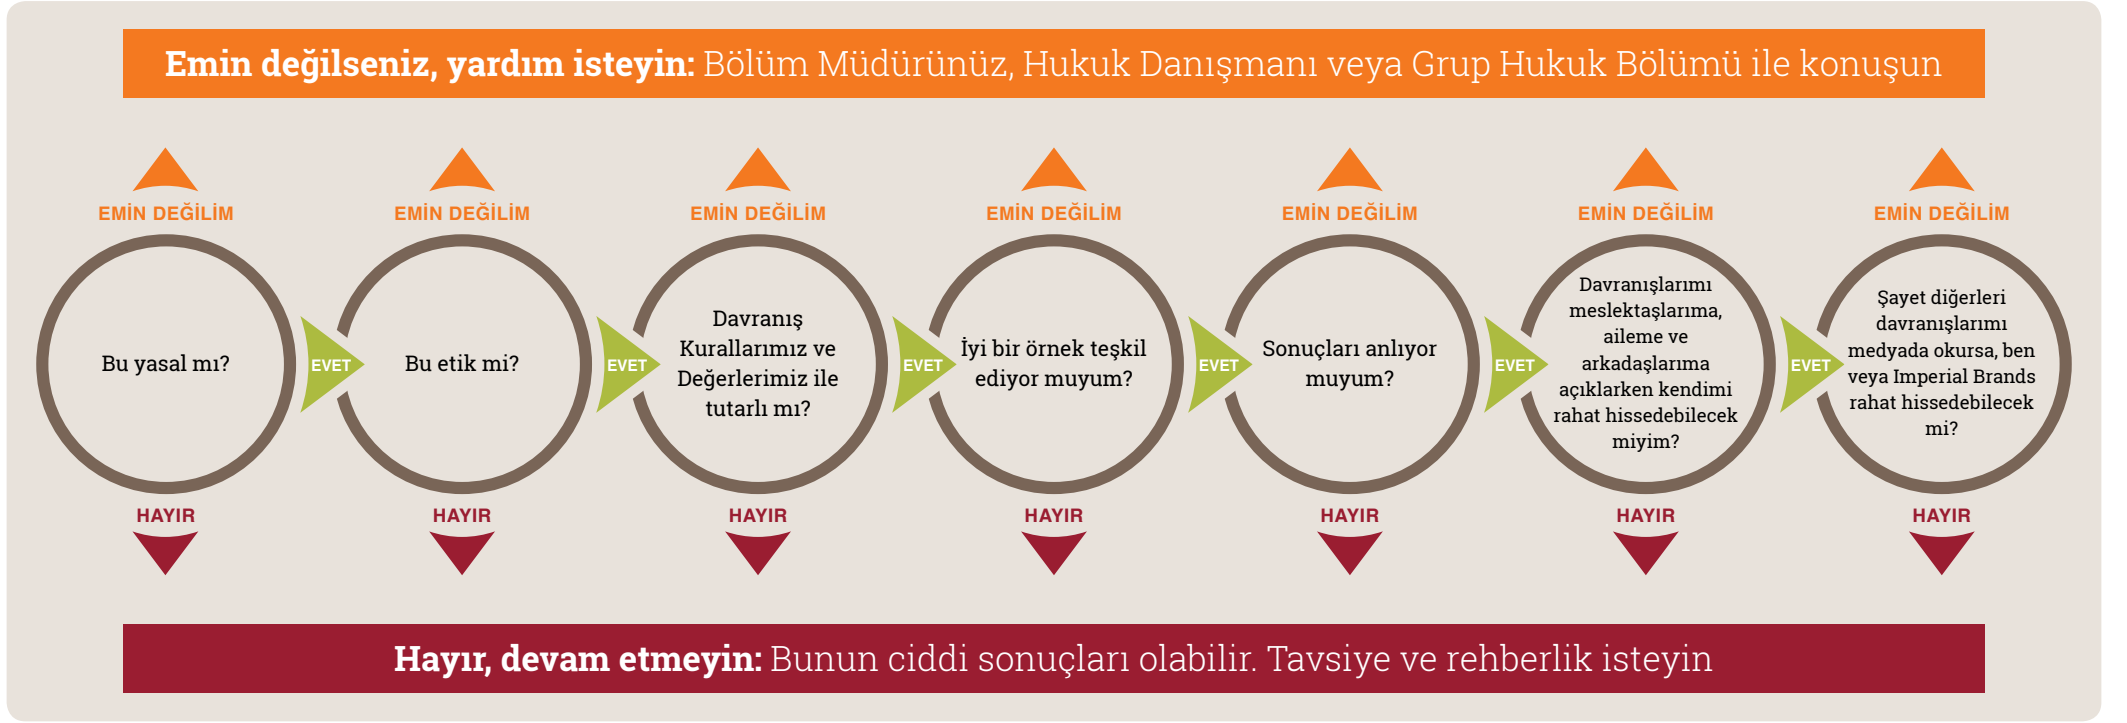 Emin değilseniz, yardım isteyin: Bölüm Müdürünüz, Hukuk Danışmanı veya Grup Hukuk Bölümü ile konuşun
EMİN DEĞİLİM
EMİN DEĞİLİM
EMİN DEĞİLİM
EMİN DEĞİLİM
EMİN DEĞİLİM
EMİN DEĞİLİM
EMİN DEĞİLİM
Bu yasal mı?
EVET
Bu etik mi?
EVET
Davranış
Kurallarımız ve
Değerlerimiz ile
tutarlı mı?
EVET
İyi bir örnek teşkil
ediyor muyum?
EVET
Sonuçları anlıyor
muyum?
EVET
Davranışlarımı
meslektaşlarıma,
aileme ve
arkadaşlarıma
açıklarken kendimi
rahat hissedebilecek
miyim?
EVET
Şayet diğerleri
davranışlarımı
medyada okursa, ben
veya Imperial Brands
rahat hissedebilecek
mi?
HAYIR
HAYIR
HAYIR
HAYIR
HAYIR
HAYIR
HAYIR
Hayır, devam etmeyin: Bunun ciddi sonuçları olabilir. Tavsiye ve rehberlik isteyin